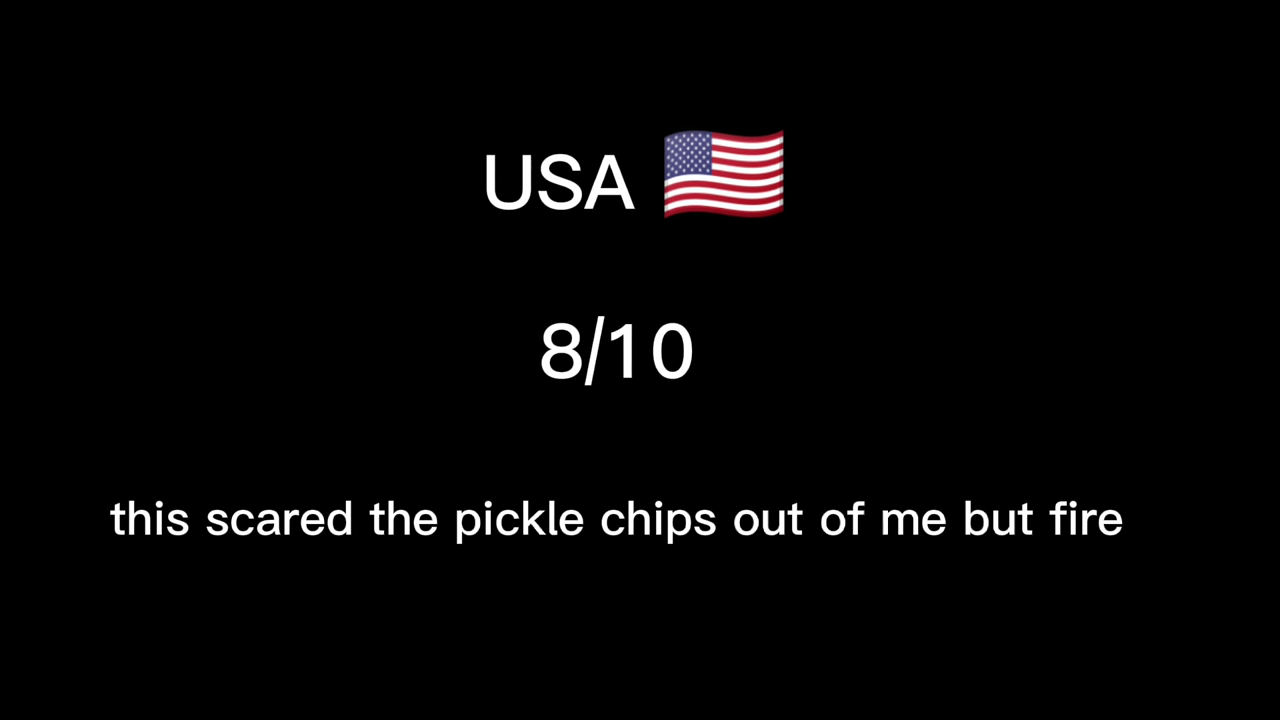 USA 🇺🇸
8/10
this scared the pickle chips out of me but fire